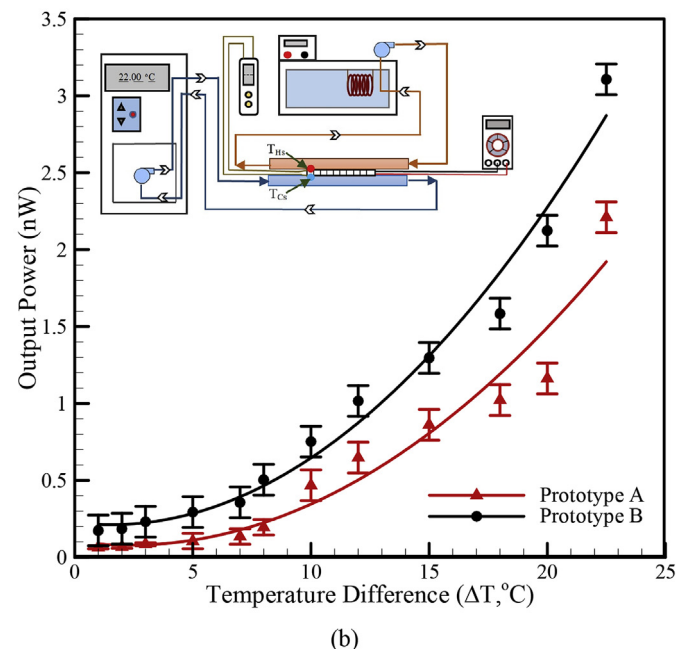 3.5
3
2.5
2
1.5
1
0.5
0
Output Power (nW)
22.00 °C
T_Hs
T_Cs
Prototype A
Prototype B
0 5 10 15 20 25
Temperature Difference (ΔT,°C)
(b)